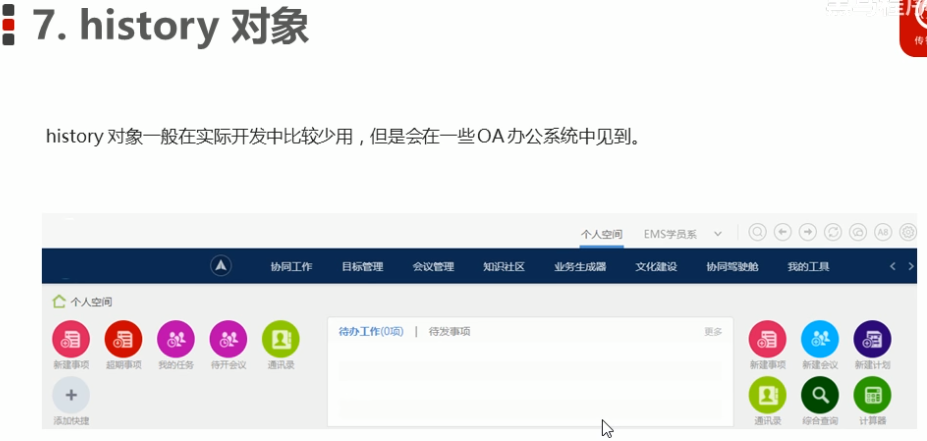 7. history 对象
history 对象一般在实际开发中比较少用，但是会在一些OA 办公系统中见到。
个人空间 EMS学员系
协同工作 目标管理 会议管理 知识社区 业务生成器 文化建设 协同驾驶舱 我的工具
个人空间
待办工作(0项) | 待发事项 更多
新建事项 超期事项 我的任务 待开会议 通讯录
新建事项 新建会议 新建计划
添加快捷
通讯录 综合查询 计算器